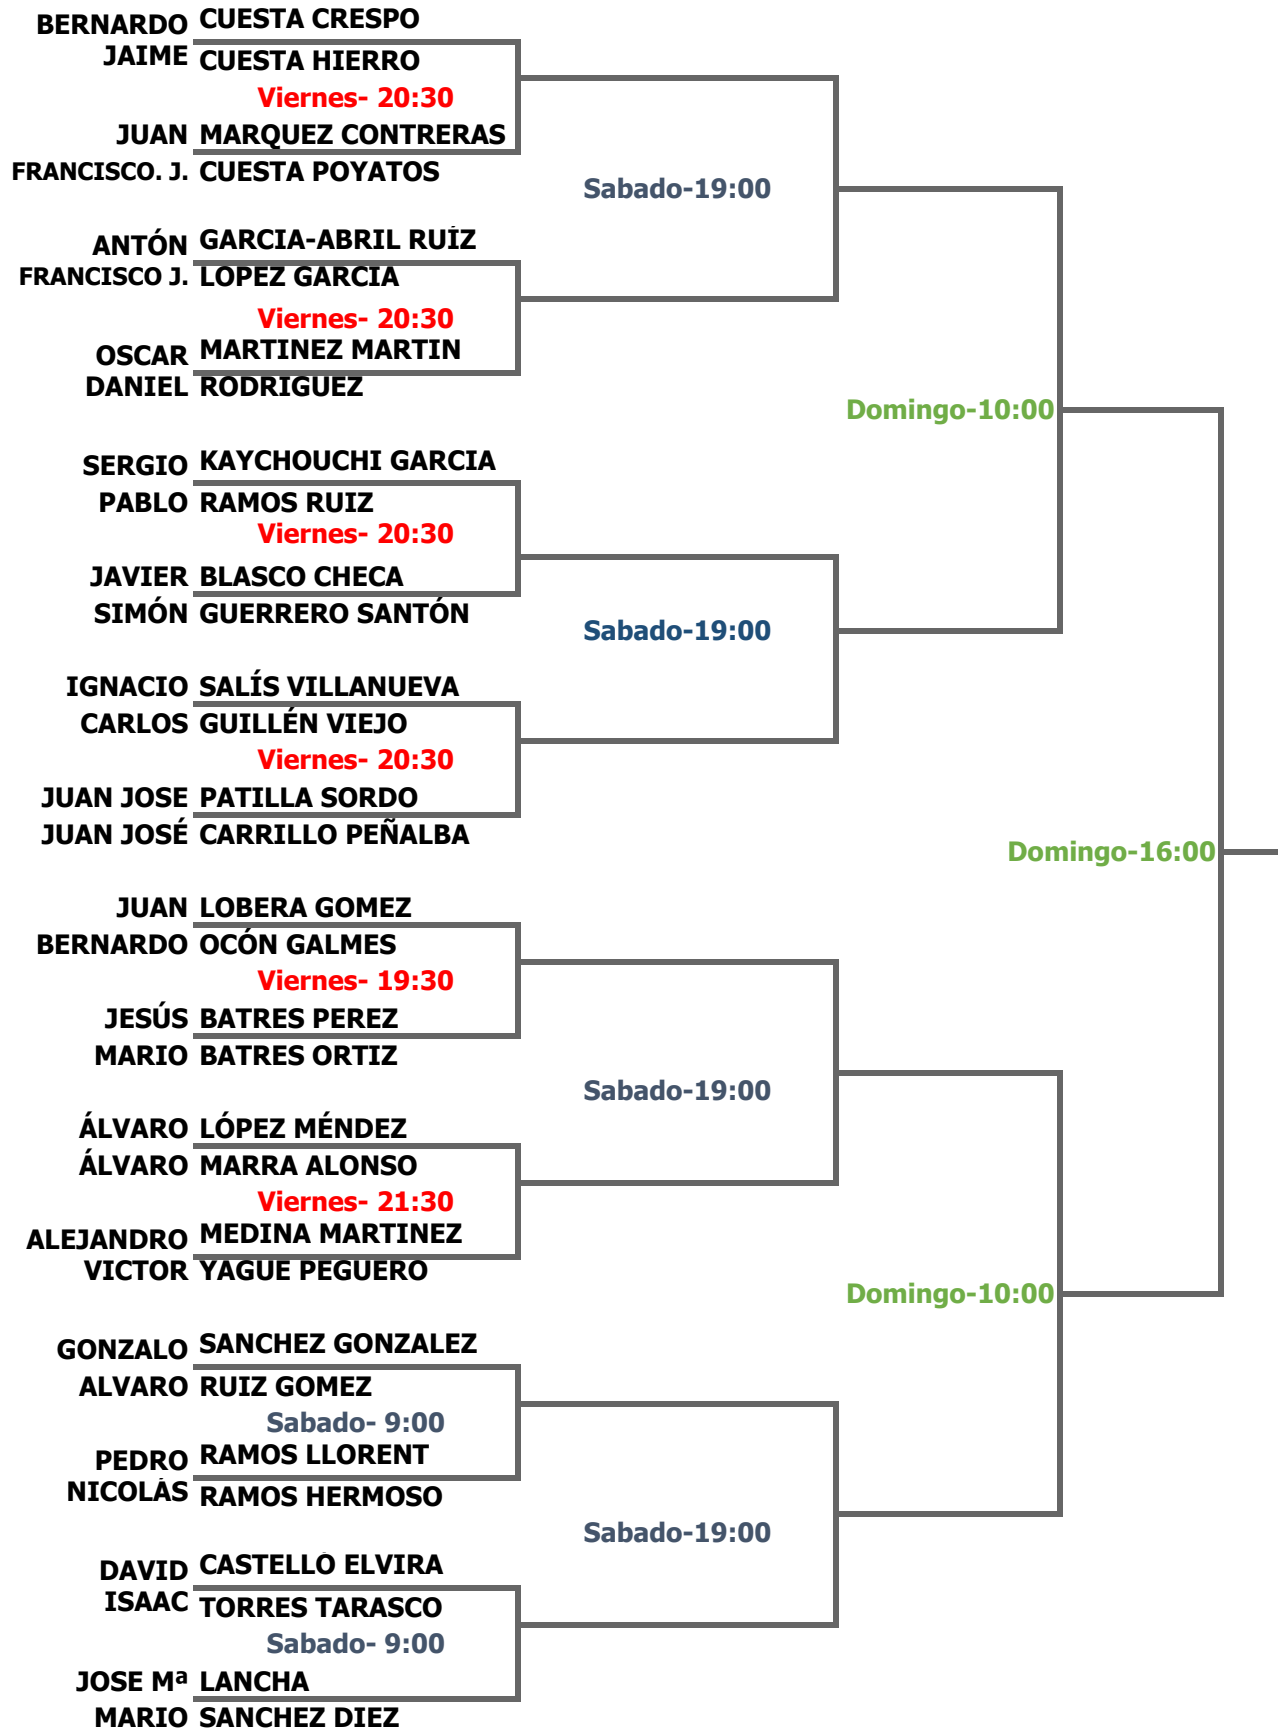 BERNARDO CUESTA CRESPO
JAIME CUESTA HIERRO
Viernes- 20:30
JUAN MARQUEZ CONTRERAS
FRANCISCO. J. CUESTA POYATOS
Sabado-19:00
ANTÓN GARCIA-ABRIL RUÍZ
FRANCISCO J. LOPEZ GARCIA
Viernes- 20:30
OSCAR MARTINEZ MARTIN
DANIEL RODRIGUEZ
Domingo-10:00
SERGIO KAYCHOUCHI GARCIA
PABLO RAMOS RUIZ
Viernes- 20:30
JAVIER BLASCO CHECA
SIMÓN GUERRERO SANTÓN
Sabado-19:00
IGNACIO SALÍS VILLANUEVA
CARLOS GUILLÉN VIEJO
Viernes- 20:30
JUAN JOSE PATILLA SORDO
JUAN JOSÉ CARRILLO PEÑALBA
Domingo-16:00
JUAN LOBERA GOMEZ
BERNARDO OCÓN GALMES
Viernes- 19:30
JESÚS BATRES PEREZ
MARIO BATRES ORTIZ
Sabado-19:00
ÁLVARO LÓPEZ MÉNDEZ
ÁLVARO MARRA ALONSO
Viernes- 21:30
ALEJANDRO MEDINA MARTINEZ
VICTOR YAGUE PEGUERO
Domingo-10:00
GONZALO SANCHEZ GONZALEZ
ALVARO RUIZ GOMEZ
Sabado- 9:00
PEDRO RAMOS LLORENT
NICOLÁS RAMOS HERMOSO
Sabado-19:00
DAVID CASTELLÓ ELVIRA
ISAAC TORRES TARASCO
Sabado- 9:00
JOSE Mª LANCHA
MARIO SANCHEZ DIEZ